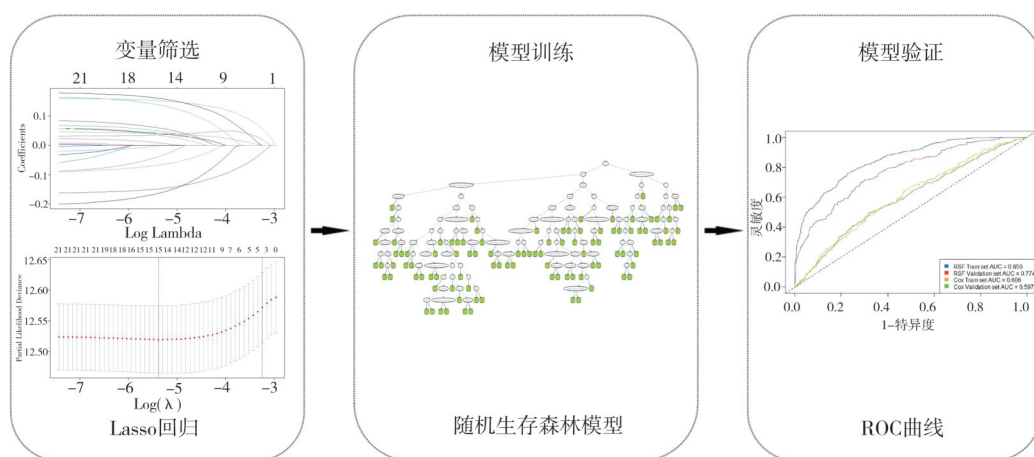 变量筛选
21 18 14 9 1
0.1
0.0
-0.1
-0.2
Coefficients
-7 -6 -5 -4 -3
Log Lambda
21 21 21 21 21 19 18 18 16 15 15 15 14 14 12 12 12 11 9 7 6 5 5 3 0
12.65
12.60
12.55
12.50
Partial Likelihood Deviance
-7 -6 -5 -4 -3
Log(λ)
Lasso回归
模型训练
随机生存森林模型
模型验证
1.0
0.8
0.6
0.4
0.2
0.0
灵敏度
RSF Train set AUC = 0.859
RSF Validation set AUC = 0.774
Cox Train set AUC = 0.606
Cox Validation set AUC = 0.597
0.0 0.2 0.4 0.6 0.8 1.0
1-特异度
ROC曲线